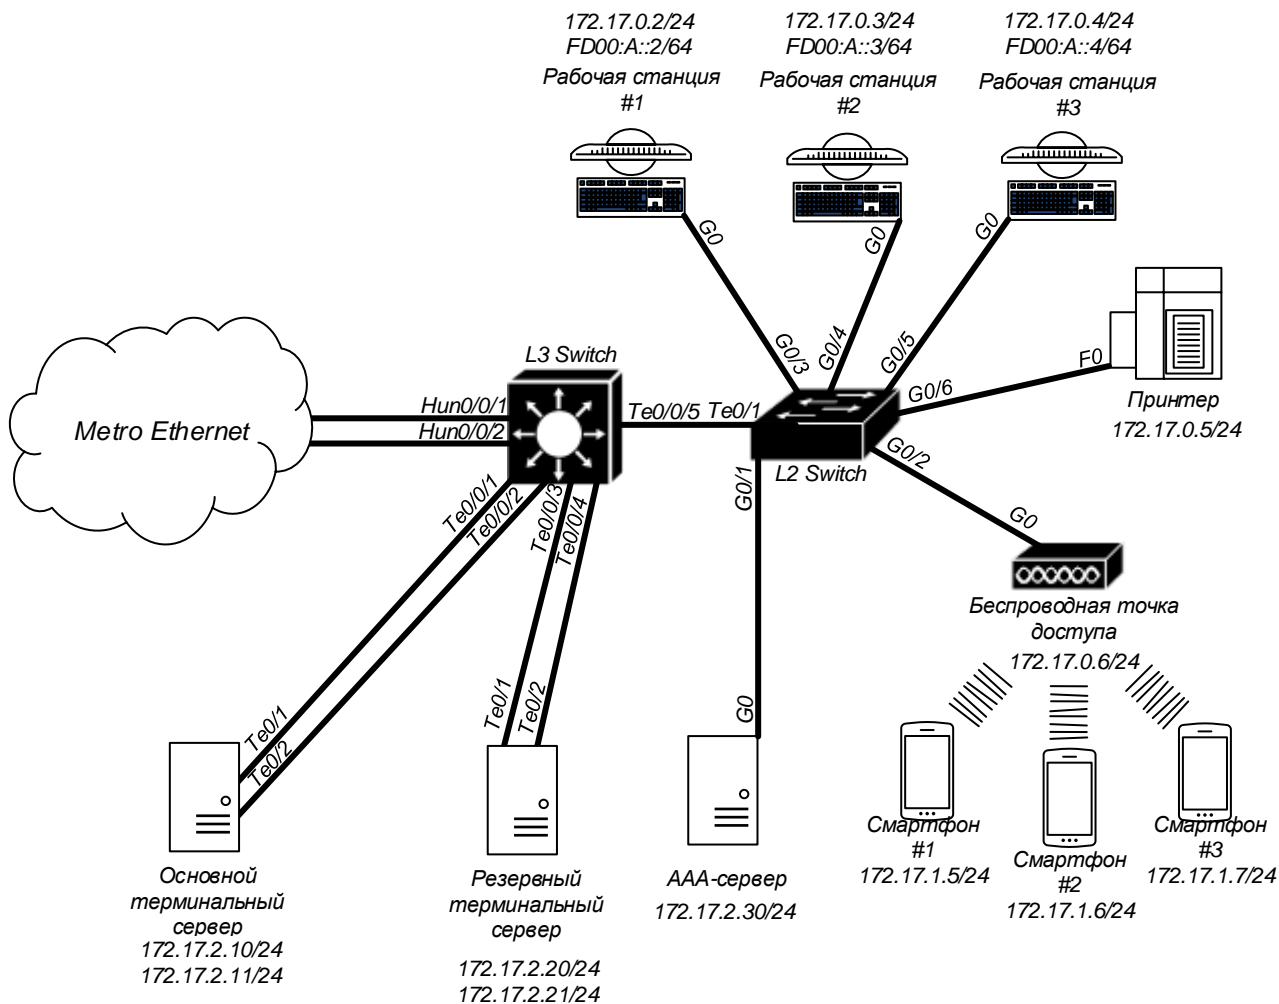 172.17.0.2/24
FD00:A::2/64
Рабочая станция
#1
172.17.0.3/24
FD00:A::3/64
Рабочая станция
#2
172.17.0.4/24
FD00:A::4/64
Рабочая станция
#3
G0
G0
G0
G0/3
G0/4
G0/5
G0/6
F0
Принтер
172.17.0.5/24
L3 Switch
Metro Ethernet
Hun0/0/1
Hun0/0/2
Te0/0/5
Te0/1
L2 Switch
G0/2
G0/1
G0
Te0/0/1
Te0/0/2
Te0/0/3
Te0/0/4
Беспроводная точка
доступа
172.17.0.6/24
Te0/1
Te0/2
Te0/1
Te0/2
G0
Основной
терминальный
сервер
172.17.2.10/24
172.17.2.11/24
Резервный
терминальный
сервер
172.17.2.20/24
172.17.2.21/24
ААА-сервер
172.17.2.30/24
Смартфон
#1
172.17.1.5/24
Смартфон
#2
172.17.1.6/24
Смартфон
#3
172.17.1.7/24